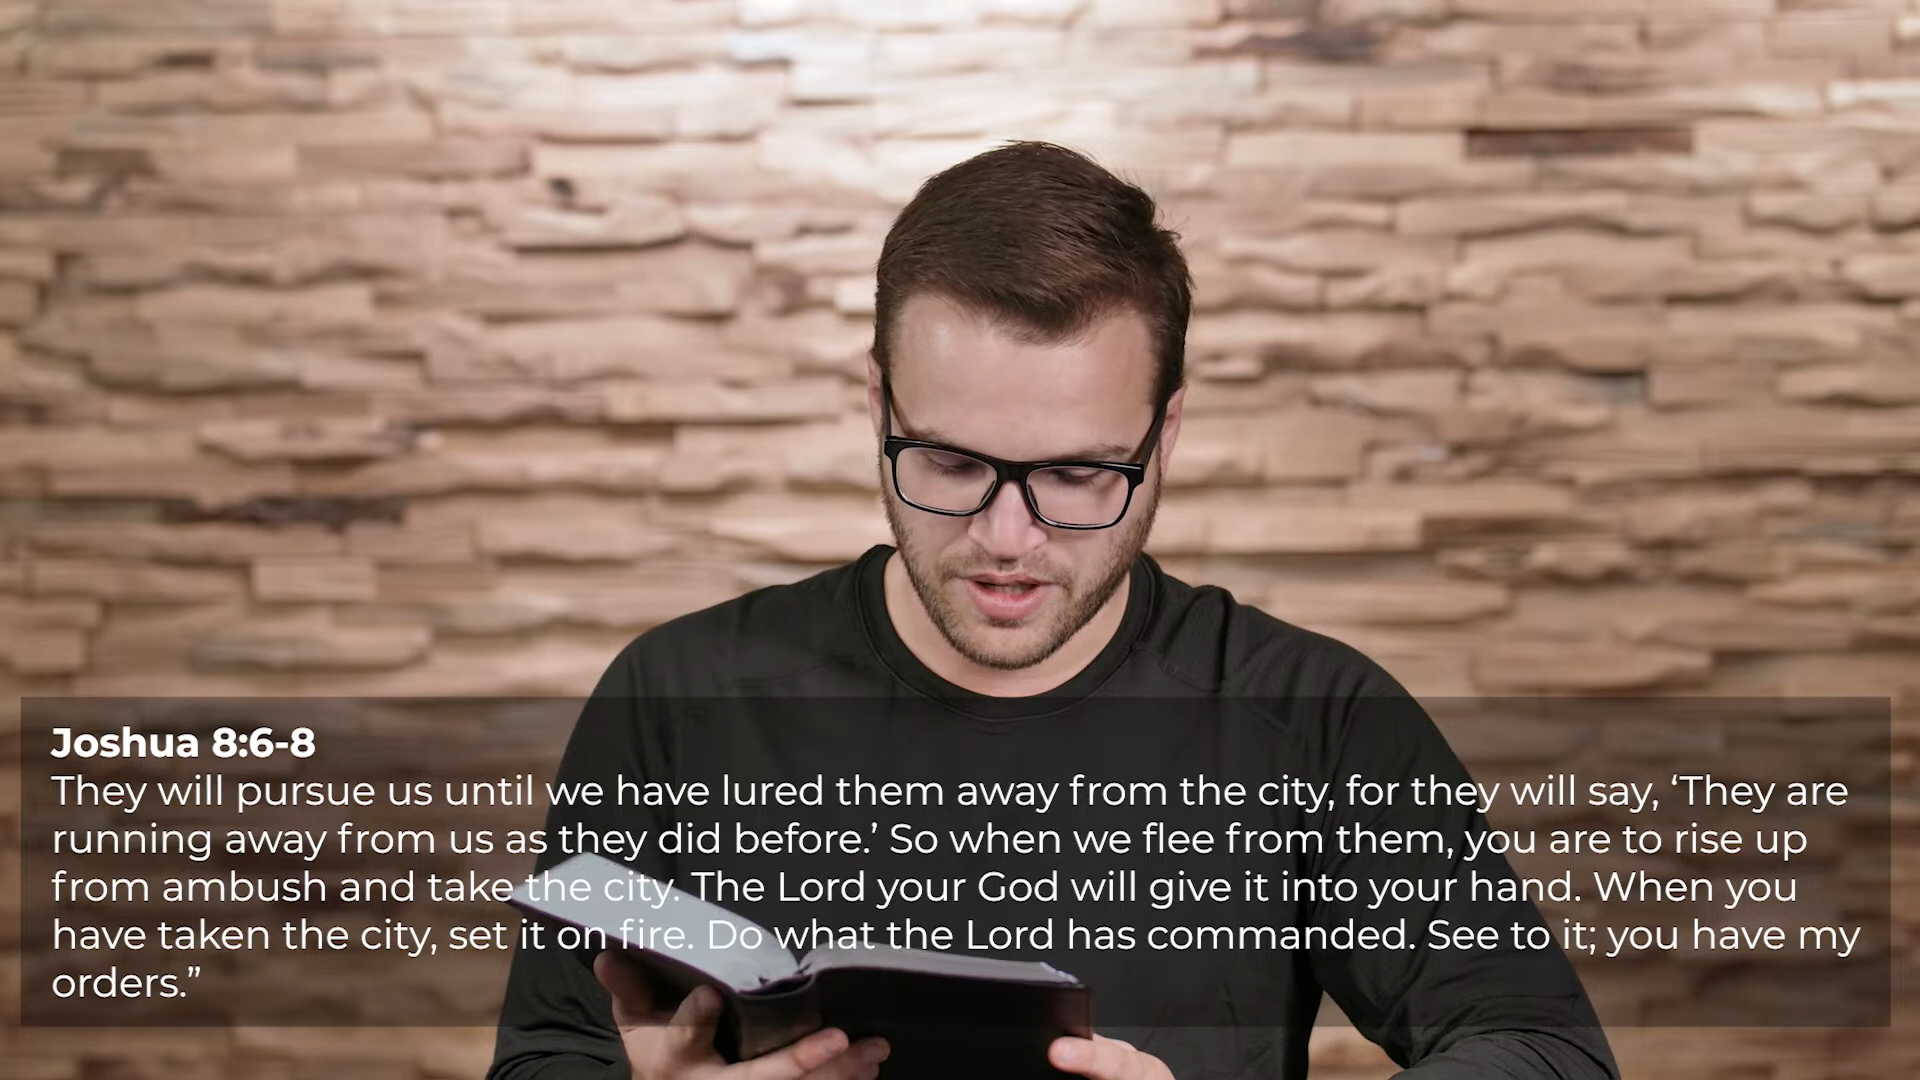 Joshua 8:6-8
They will pursue us until we have lured them away from the city, for they will say, ‘They are
running away from us as they did before.’ So when we flee from them, you are to rise up
from ambush and take the city. The Lord your God will give it into your hand. When you
have taken the city, set it on fire. Do what the Lord has commanded. See to it; you have my
orders.”